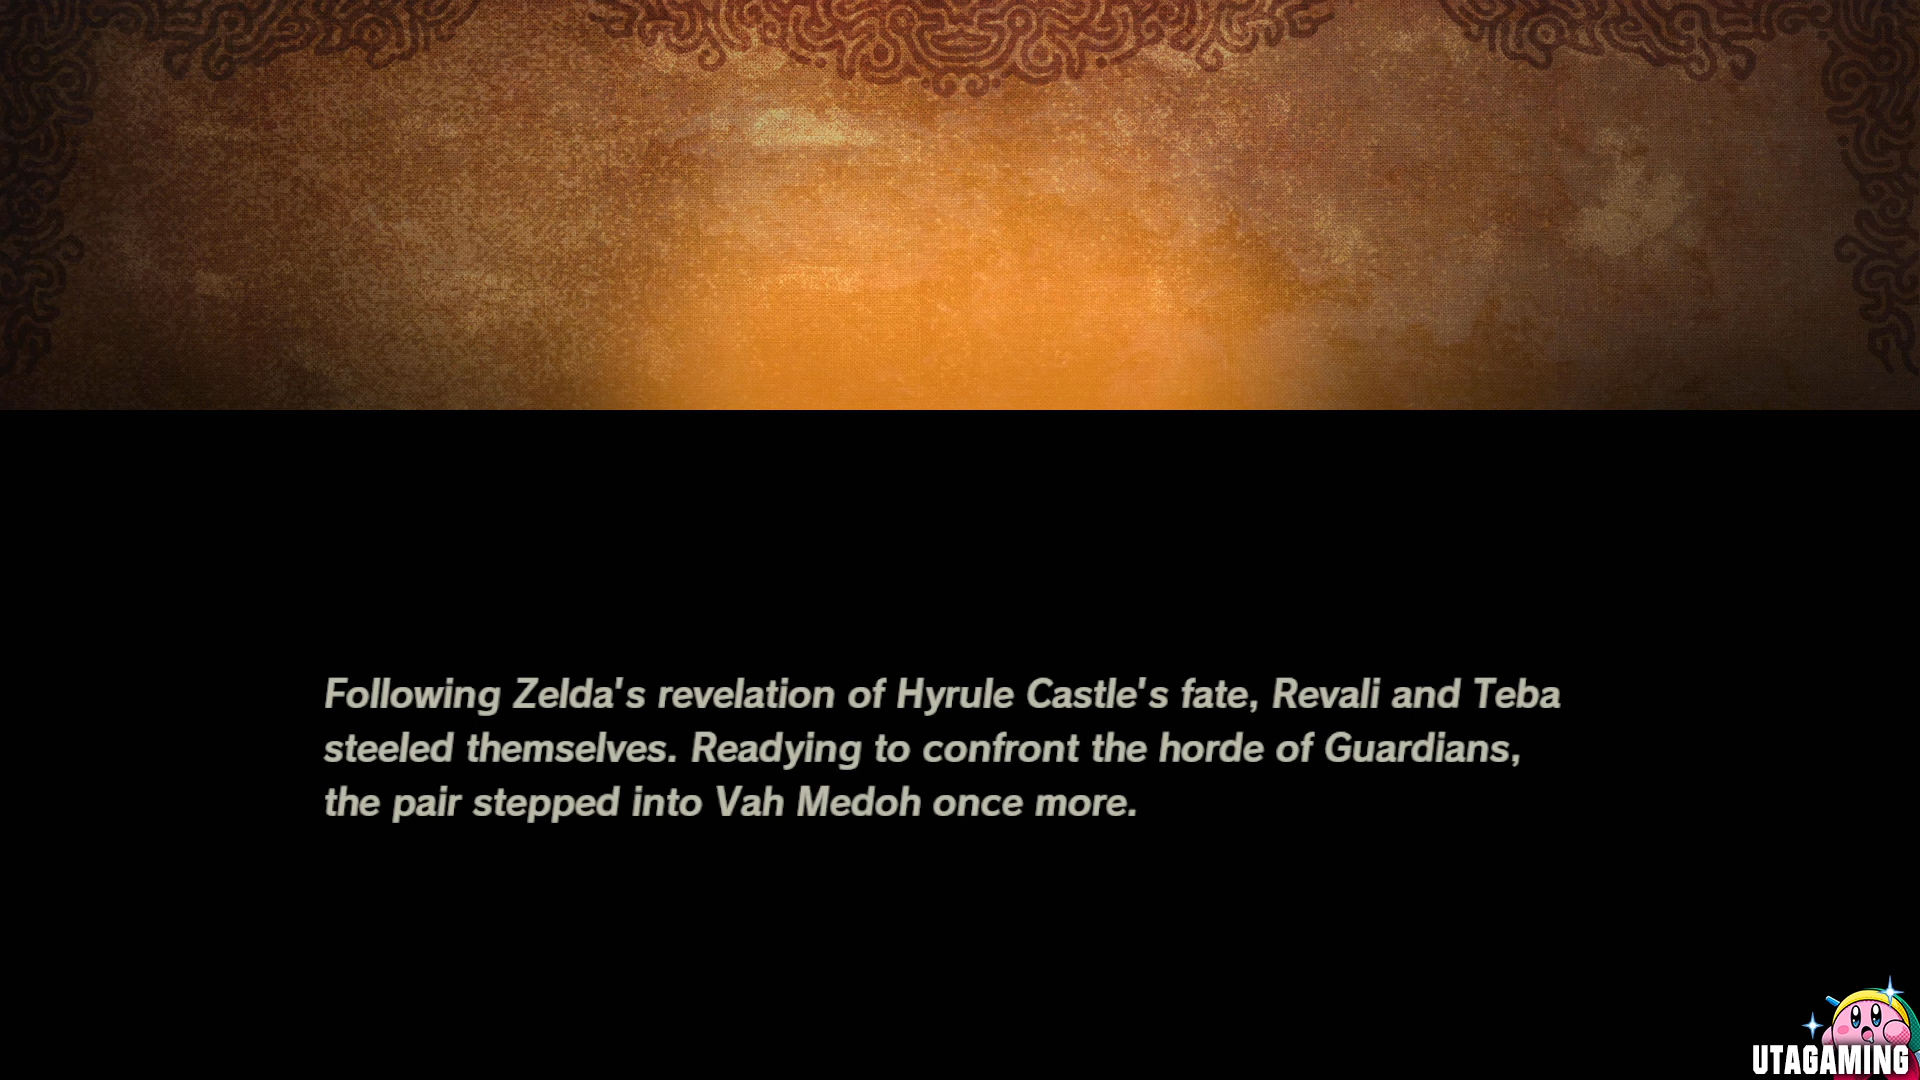 Following Zelda's revelation of Hyrule Castle's fate, Revali and Teba
steeled themselves. Readying to confront the horde of Guardians,
the pair stepped into Vah Medoh once more.
UTAGAMING